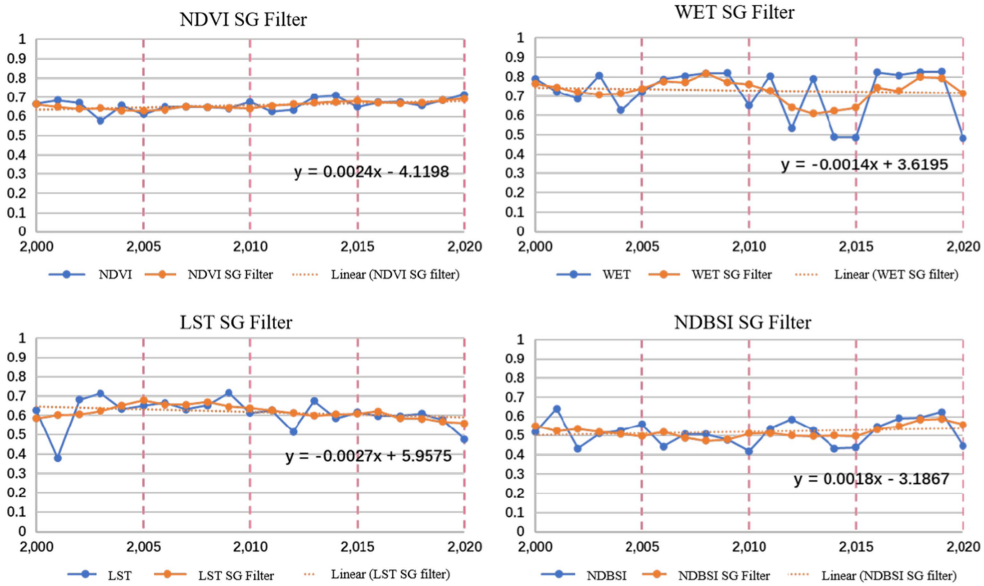 NDVI SG Filter
1
0.9
0.8
0.7
0.6
0.5
0.4
0.3
0.2
0.1
0
y = 0.0024x - 4.1198
2,000 2,005 2,010 2,015 2,020
NDVI NDVI SG Filter Linear (NDVI SG filter)
WET SG Filter
1
0.9
0.8
0.7
0.6
0.5
0.4
0.3
0.2
0.1
0
y = -0.0014x + 3.6195
2,000 2,005 2,010 2,015 2,020
WET WET SG Filter Linear (WET SG filter)
LST SG Filter
1
0.9
0.8
0.7
0.6
0.5
0.4
0.3
0.2
0.1
0
y = -0.0027x + 5.9575
2,000 2,005 2,010 2,015 2,020
LST LST SG Filter Linear (LST SG filter)
NDBSI SG Filter
1
0.9
0.8
0.7
0.6
0.5
0.4
0.3
0.2
0.1
0
y = 0.0018x - 3.1867
2,000 2,005 2,010 2,015 2,020
NDBSI NDBSI SG Filter Linear (NDBSI SG filter)